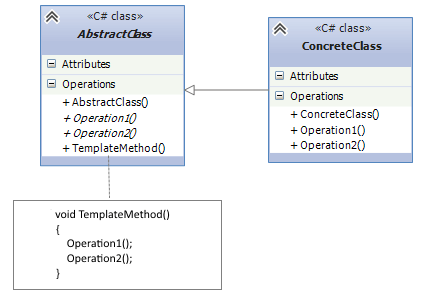 «C# class»
AbstractClass
Attributes
Operations
+ AbstractClass()
+ Operation1()
+ Operation2()
+ TemplateMethod()
«C# class»
ConcreteClass
Attributes
Operations
+ ConcreteClass()
+ Operation1()
+ Operation2()
void TemplateMethod()
{
Operation1();
Operation2();
}